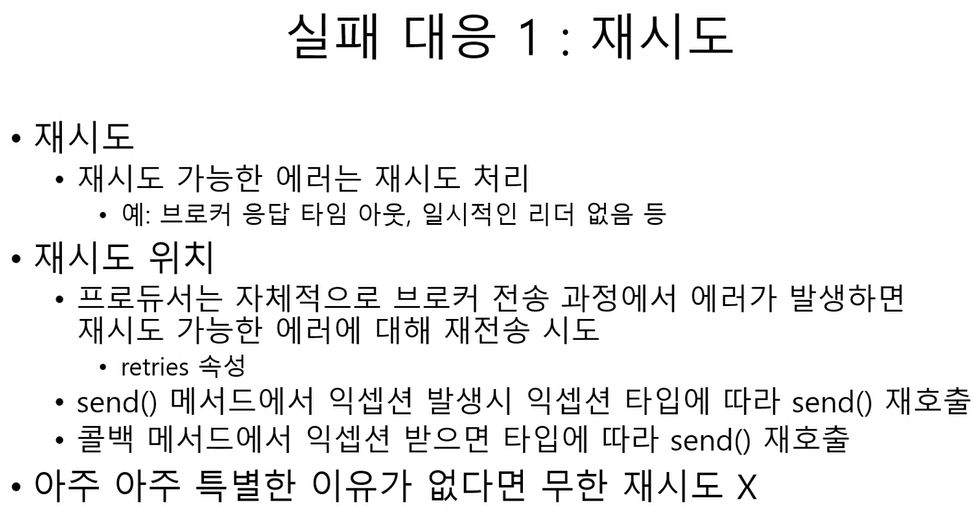 실패 대응 1 : 재시도
• 재시도
• 재시도 가능한 에러는 재시도 처리
• 예: 브로커 응답 타임 아웃, 일시적인 리더 없음 등
• 재시도 위치
• 프로듀서는 자체적으로 브로커 전송 과정에서 에러가 발생하면
재시도 가능한 에러에 대해 재전송 시도
• retries 속성
• send() 메서드에서 익셉션 발생시 익셉션 타입에 따라 send() 재호출
• 콜백 메서드에서 익셉션 받으면 타입에 따라 send() 재호출
• 아주 아주 특별한 이유가 없다면 무한 재시도 X